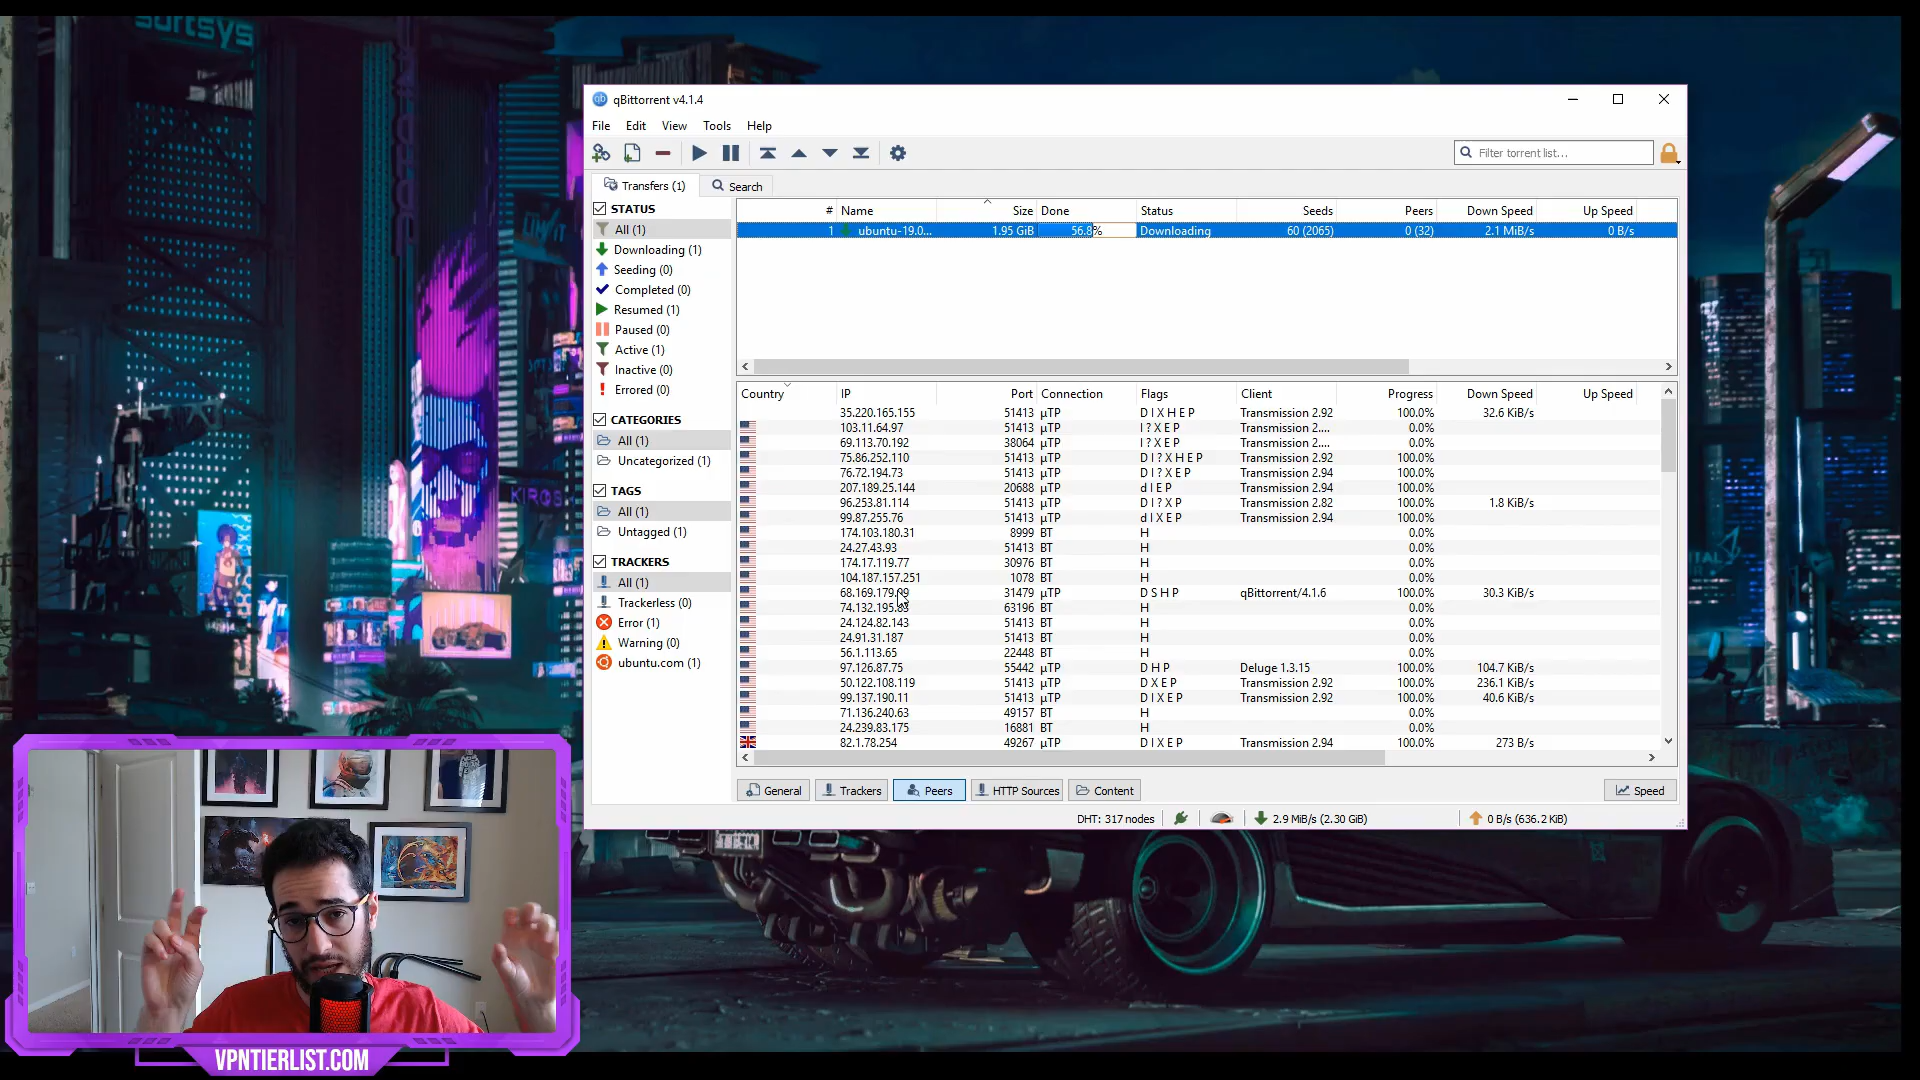 surtsys
qb qBittorrent v4.1.4
File Edit View Tools Help
Filter torrent list...
Transfers (1) Search
STATUS
All (1)
Downloading (1)
Seeding (0)
Completed (0)
Resumed (1)
Paused (0)
Active (1)
Inactive (0)
Errored (0)
CATEGORIES
All (1)
Uncategorized (1)
TAGS
All (1)
Untagged (1)
TRACKERS
All (1)
Trackerless (0)
Error (1)
Warning (0)
ubuntu.com (1)
# Name Size Done Status Seeds Peers Down Speed Up Speed
1 ubuntu-19.0... 1.95 GiB 56.8% Downloading 60 (2065) 0 (32) 2.1 MiB/s 0 B/s
Country IP Port Connection Flags Client Progress Down Speed Up Speed
35.220.165.155 51413 μTP D I X H E P Transmission 2.92 100.0% 32.6 KiB/s
103.11.64.97 51413 μTP I ? X E P Transmission 2.... 0.0%
69.113.70.192 38064 μTP I ? X E P Transmission 2.... 0.0%
75.86.252.110 51413 μTP D I ? X H E P Transmission 2.92 100.0%
76.72.194.73 51413 μTP D I ? X E P Transmission 2.94 100.0%
207.189.25.144 20688 μTP d I E P Transmission 2.94 100.0%
96.253.81.114 51413 μTP D I ? X P Transmission 2.82 100.0% 1.8 KiB/s
99.87.255.76 51413 μTP d I X E P Transmission 2.94 100.0%
174.103.180.31 8999 BT H 0.0%
24.27.43.93 51413 BT H 0.0%
174.17.119.77 30976 BT H 0.0%
104.187.157.251 1078 BT H 0.0%
68.169.179. 31479 μTP D S H P qBittorrent/4.1.6 100.0% 30.3 KiB/s
74.132.195. 63196 BT H 0.0%
24.124.82.143 51413 BT H 0.0%
24.91.31.187 51413 BT H 0.0%
56.1.113.65 22448 BT H 0.0%
97.126.87.75 55442 μTP D H P Deluge 1.3.15 100.0% 104.7 KiB/s
50.122.108.119 51413 μTP D X E P Transmission 2.92 100.0% 236.1 KiB/s
99.137.190.11 51413 μTP D I X E P Transmission 2.92 100.0% 40.6 KiB/s
71.136.240.63 49157 BT H 0.0%
24.239.83.175 16881 BT H 0.0%
82.1.78.254 49267 μTP D I X E P Transmission 2.94 100.0% 273 B/s
General Trackers Peers HTTP Sources Content Speed
DHT: 317 nodes 2.9 MiB/s (2.30 GiB) 0 B/s (636.2 KiB)
KIROS
VPNTIERLIST.COM